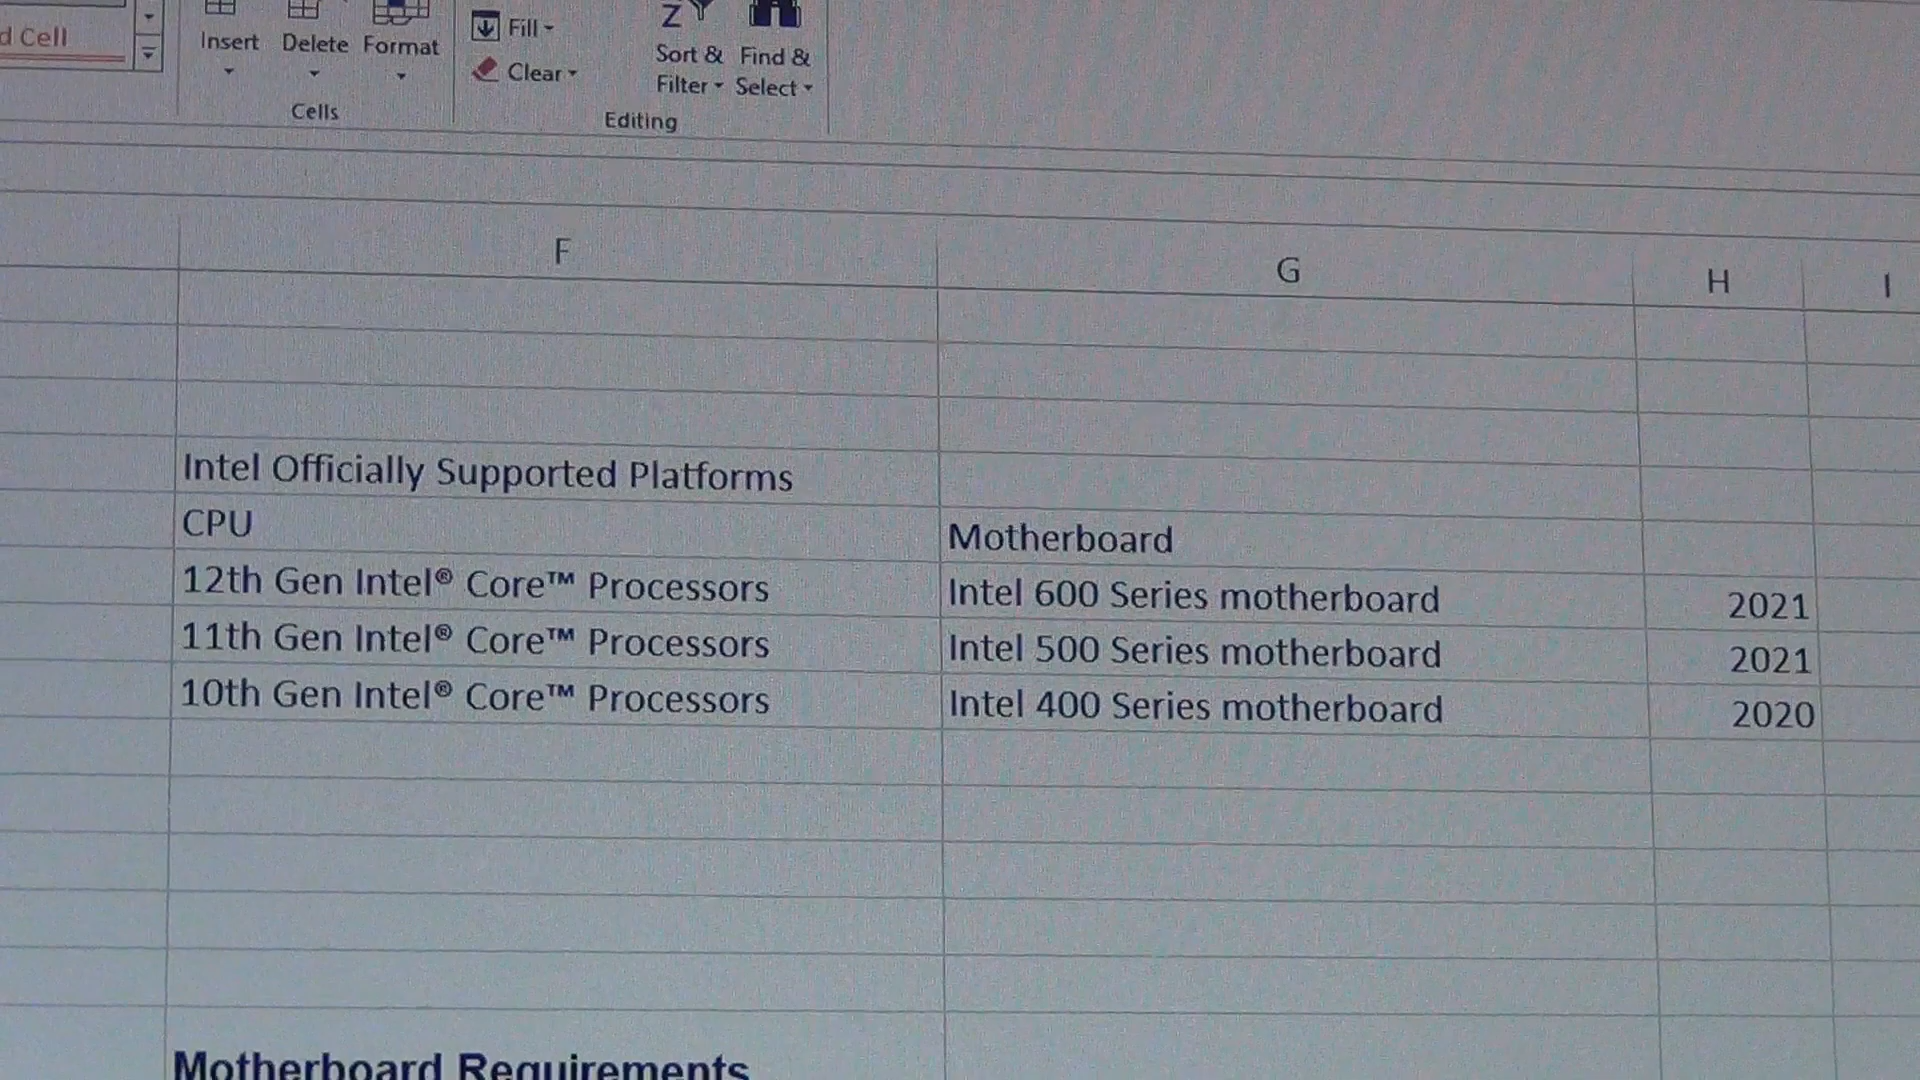 d Cell
Insert Delete Format
Cells
Fill
Clear
Z
Sort & Filter
Find & Select
Editing
F G H I
Intel Officially Supported Platforms
CPU Motherboard
12th Gen Intel® Core™ Processors Intel 600 Series motherboard 2021
11th Gen Intel® Core™ Processors Intel 500 Series motherboard 2021
10th Gen Intel® Core™ Processors Intel 400 Series motherboard 2020
Motherboard Requirements